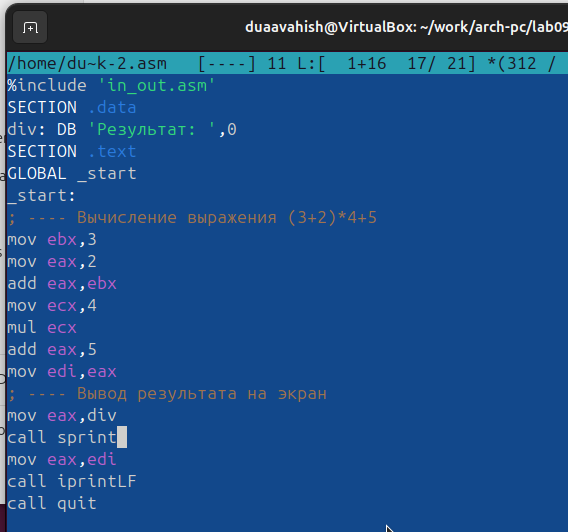 duaavahish@VirtualBox: ~/work/arch-pc/lab09
/home/du~k-2.asm   [----] 11 L:[  1+16  17/ 21] *(312 /
%include 'in_out.asm'
SECTION .data
div: DB 'Результат: ',0
SECTION .text
GLOBAL _start
_start:
; ---- Вычисление выражения (3+2)*4+5
mov ebx,3
mov eax,2
add eax,ebx
mov ecx,4
mul ecx
add eax,5
mov edi,eax
; ---- Вывод результата на экран
mov eax,div
call sprint
mov eax,edi
call iprintLF
call quit